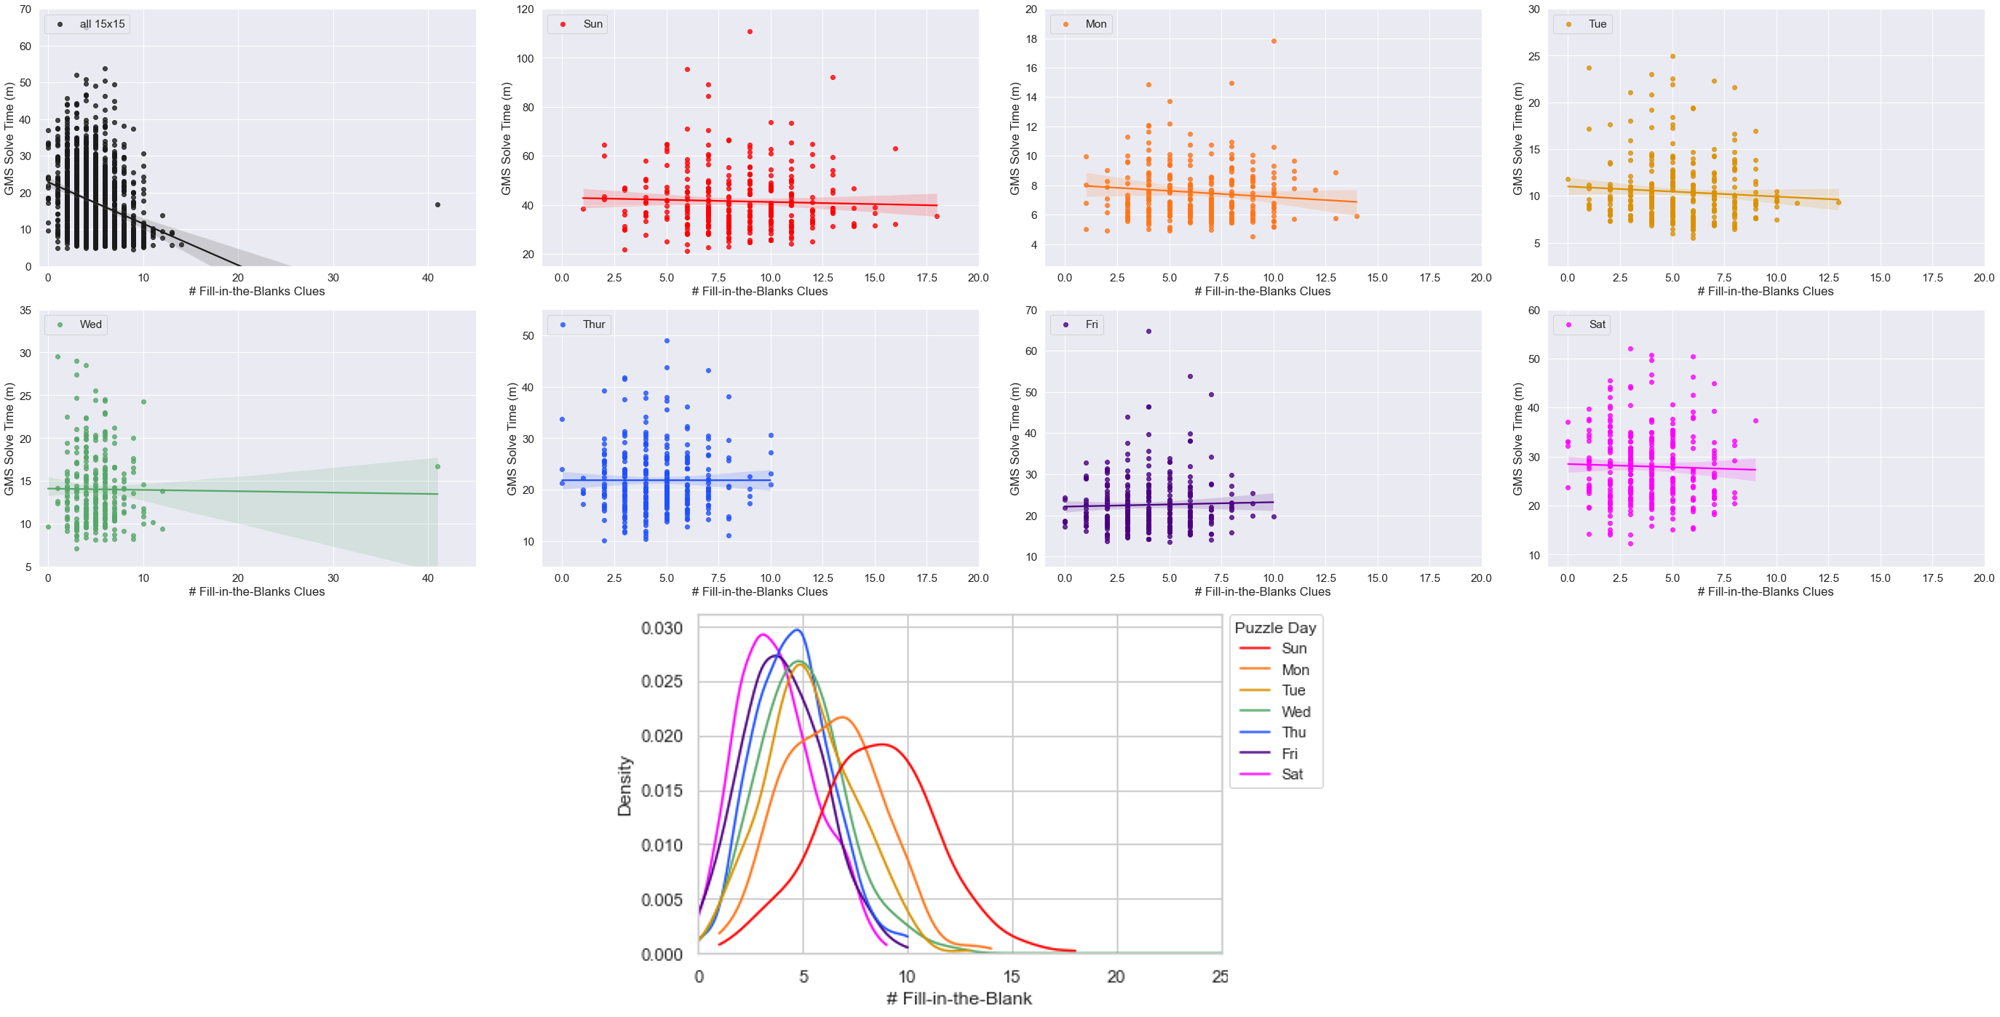 all 15x15
GMS Solve Time (m)
70
60
50
40
30
20
10
0
0 10 20 30 40
# Fill-in-the-Blanks Clues
Sun
GMS Solve Time (m)
120
100
80
60
40
20
0.0 2.5 5.0 7.5 10.0 12.5 15.0 17.5 20.0
# Fill-in-the-Blanks Clues
Mon
GMS Solve Time (m)
20
18
16
14
12
10
8
6
4
0.0 2.5 5.0 7.5 10.0 12.5 15.0 17.5 20.0
# Fill-in-the-Blanks Clues
Tue
GMS Solve Time (m)
30
25
20
15
10
5
0.0 2.5 5.0 7.5 10.0 12.5 15.0 17.5 20.0
# Fill-in-the-Blanks Clues
Wed
GMS Solve Time (m)
35
30
25
20
15
10
5
0 10 20 30 40
# Fill-in-the-Blanks Clues
Thur
GMS Solve Time (m)
50
40
30
20
10
0.0 2.5 5.0 7.5 10.0 12.5 15.0 17.5 20.0
# Fill-in-the-Blanks Clues
Fri
GMS Solve Time (m)
70
60
50
40
30
20
10
0.0 2.5 5.0 7.5 10.0 12.5 15.0 17.5 20.0
# Fill-in-the-Blanks Clues
Sat
GMS Solve Time (m)
60
50
40
30
20
10
0.0 2.5 5.0 7.5 10.0 12.5 15.0 17.5 20.0
# Fill-in-the-Blanks Clues
Density
0.030
0.025
0.020
0.015
0.010
0.005
0.000
0 5 10 15 20 25
# Fill-in-the-Blank
Puzzle Day
Sun
Mon
Tue
Wed
Thu
Fri
Sat